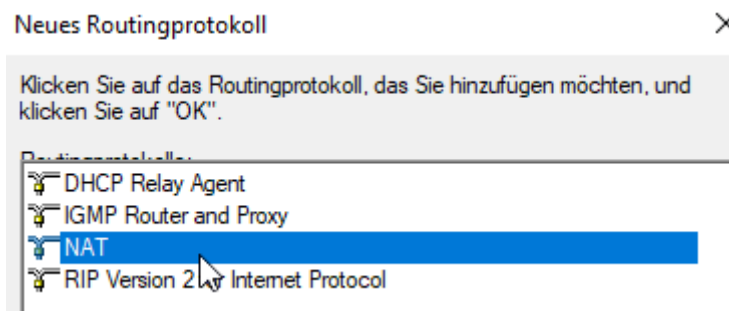 Neues Routingprotokoll
Klicken Sie auf das Routingprotokoll, das Sie hinzufügen möchten, und
klicken Sie auf "OK".
Routingprotokolle:
DHCP Relay Agent
IGMP Router and Proxy
NAT
RIP Version 2 Internet Protocol